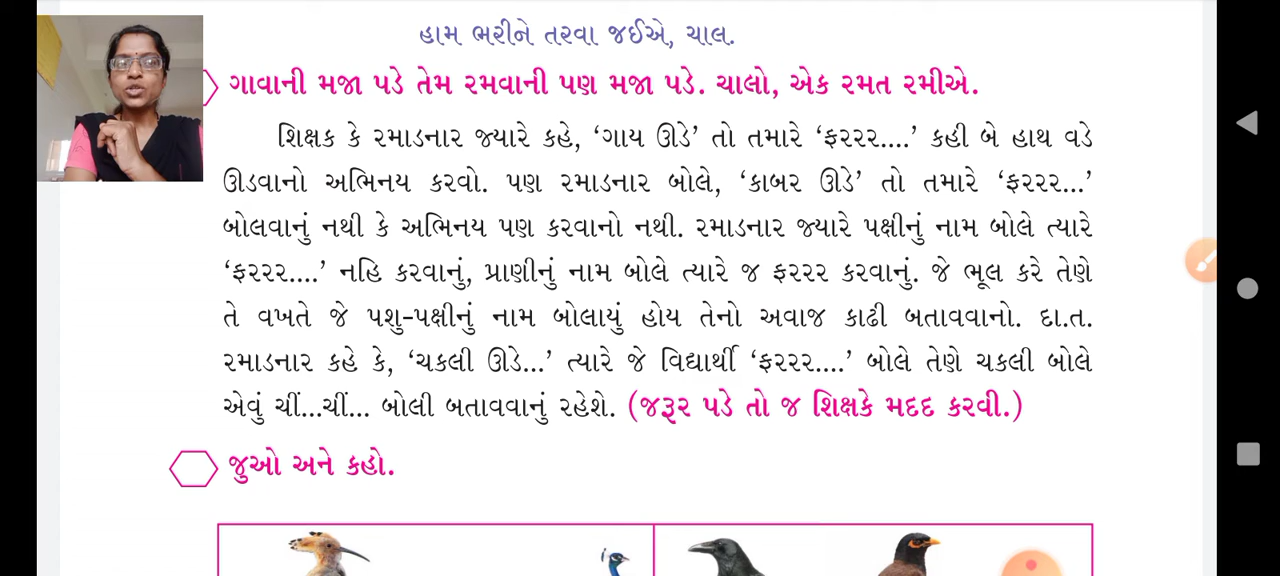 હામ ભરીને તરવા જઈએ, ચાલ.
ગાવાની મજા પડે તેમ રમવાની પણ મજા પડે. ચાલો, એક રમત રમીએ.
શિક્ષક કે રમાડનાર જ્યારે કહે, ‘ગાય ઊડે’ તો તમારે ‘ફરરર....’ કહી બે હાથ વડે
ઊડવાનો અભિનય કરવો. પણ રમાડનાર બોલે, ‘કાબર ઊડે’ તો તમારે ‘ફરરર...’
બોલવાનું નથી કે અભિનય પણ કરવાનો નથી. રમાડનાર જ્યારે પક્ષીનું નામ બોલે ત્યારે
‘ફરરર....’ નહિ કરવાનું, પ્રાણીનું નામ બોલે ત્યારે જ ફરરર કરવાનું. જે ભૂલ કરે તેણે
તે વખતે જે પશુ-પક્ષીનું નામ બોલાયું હોય તેનો અવાજ કાઢી બતાવવાનો. દા.ત.
રમાડનાર કહે કે, ‘ચકલી ઊડે...’ ત્યારે જે વિદ્યાર્થી ‘ફરરર....’ બોલે તેણે ચકલી બોલે
એવું ચીં...ચીં... બોલી બતાવવાનું રહેશે. (જરૂર પડે તો જ શિક્ષકે મદદ કરવી.)
જુઓ અને કહો.